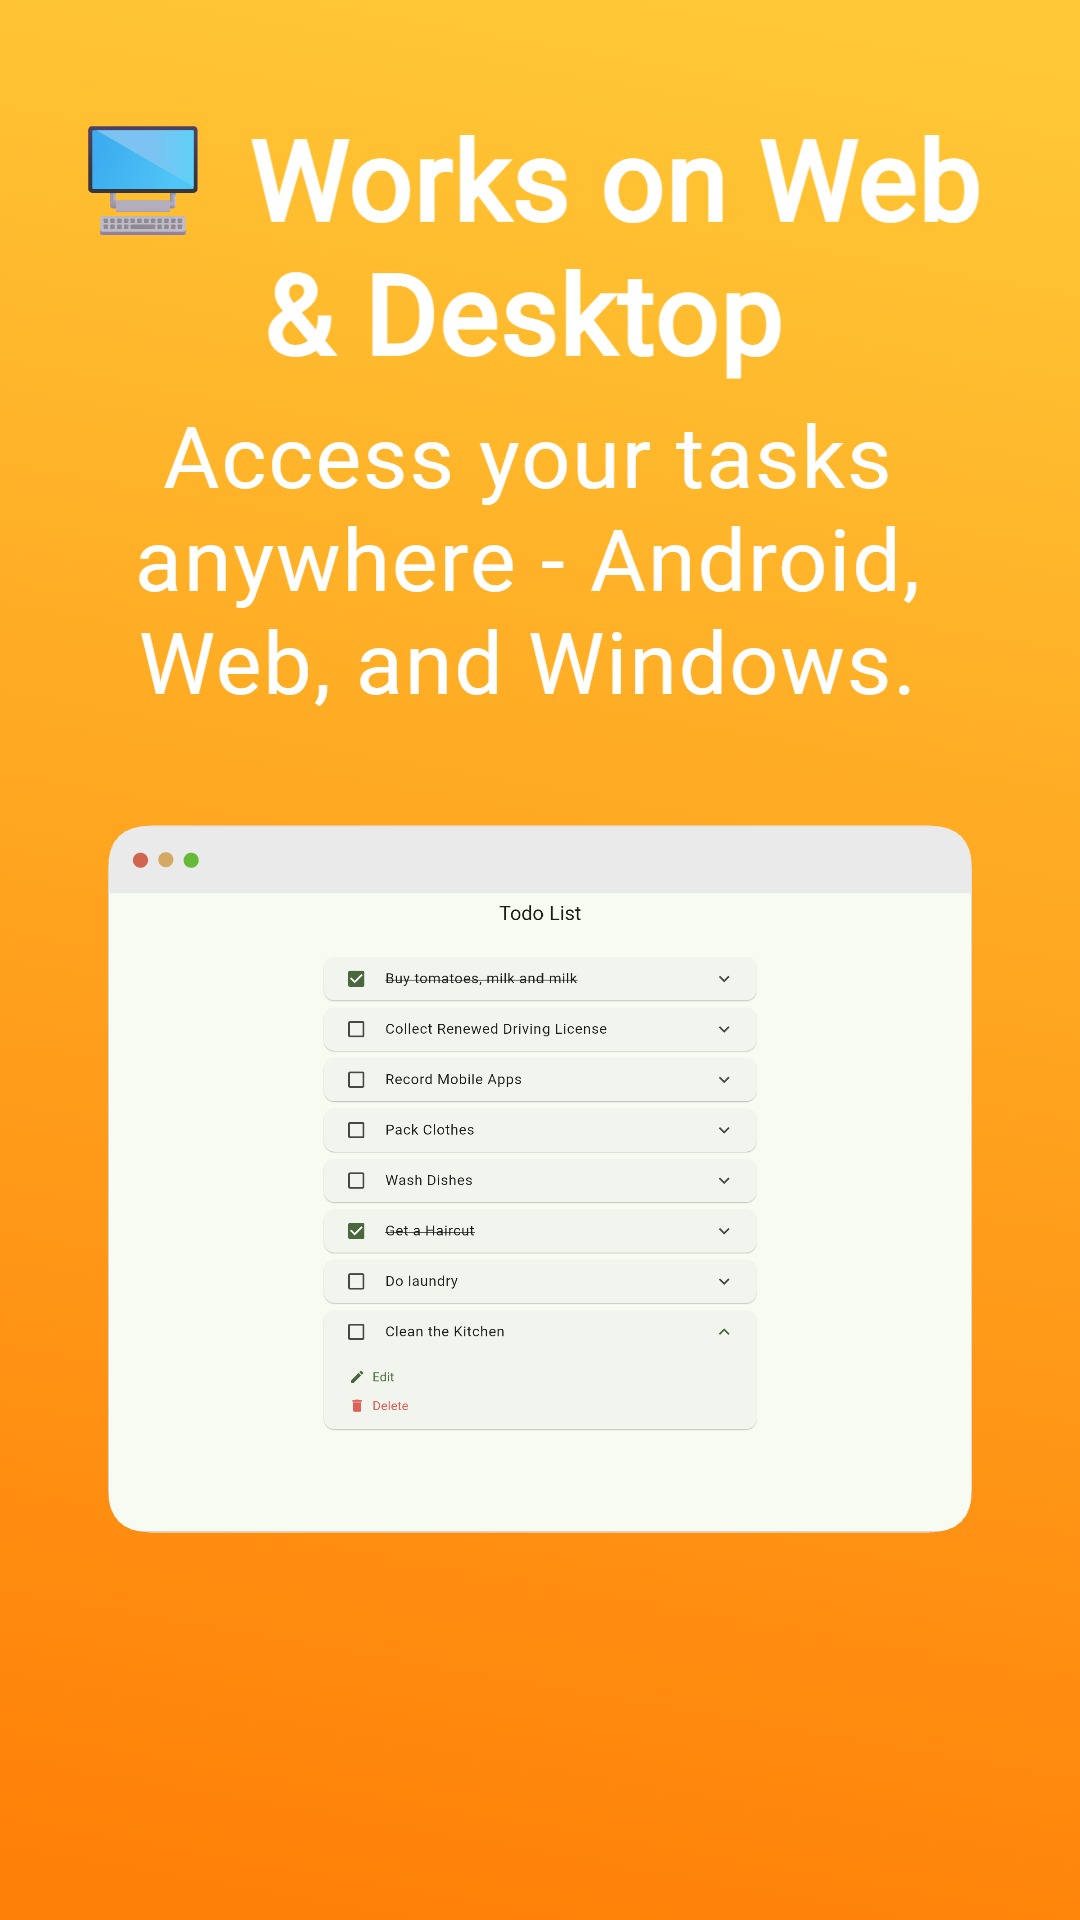 Works on Web
& Desktop
Access your tasks
anywhere - Android,
Web, and Windows.
Todo List
Buy tomatoes, milk and milk
Collect Renewed Driving License
Record Mobile Apps
Pack Clothes
Wash Dishes
Get a Haircut
Do laundry
Clean the Kitchen
Edit
Delete